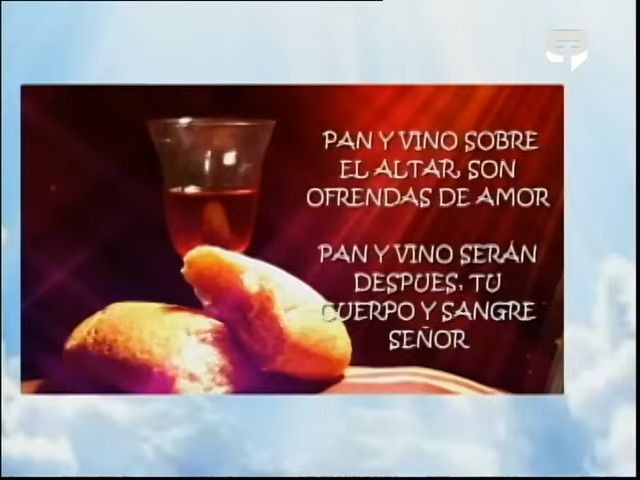 PAN Y VINO SOBRE
EL ALTAR, SON
OFRENDAS DE AMOR
PAN Y VINO SERÁN
DESPUES, TU
CUERPO Y SANGRE
SEÑOR